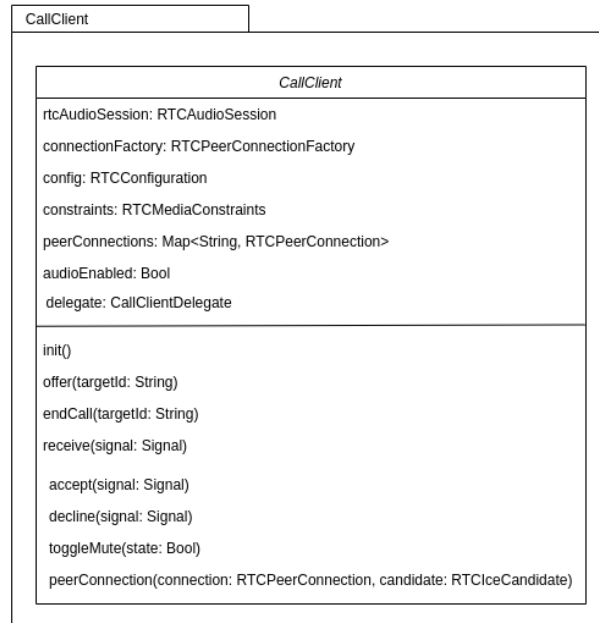 CallClient
CallClient
rtcAudioSession: RTCAudioSession
connectionFactory: RTCPeerConnectionFactory
config: RTCConfiguration
constraints: RTCMediaConstraints
peerConnections: Map<String, RTCPeerConnection>
audioEnabled: Bool
delegate: CallClientDelegate
init()
offer(targetId: String)
endCall(targetId: String)
receive(signal: Signal)
accept(signal: Signal)
decline(signal: Signal)
toggleMute(state: Bool)
peerConnection(connection: RTCPeerConnection, candidate: RTCIceCandidate)